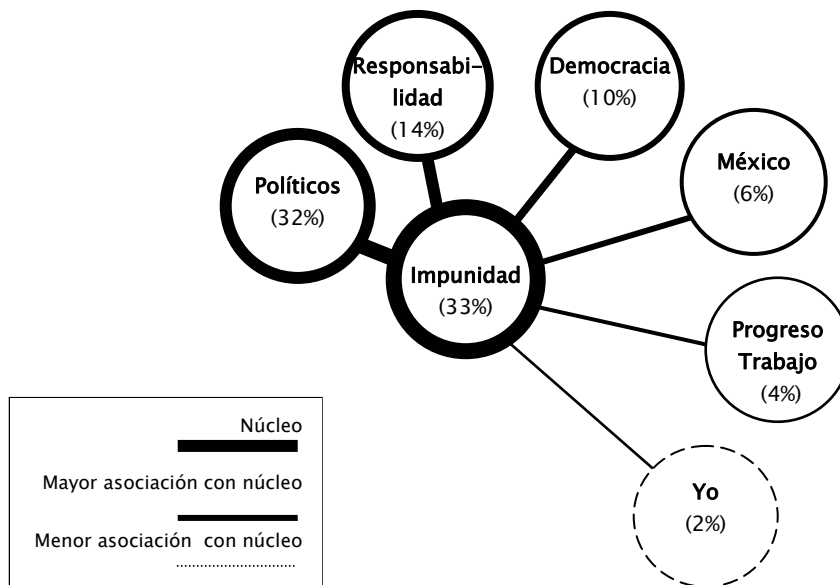 Responsabi-
lidad
(14%)
Democracia
(10%)
México
(6%)
Políticos
(32%)
Impunidad
(33%)
Progreso
Trabajo
(4%)
Yo
(2%)
Núcleo
Mayor asociación con núcleo
Menor asociación con núcleo